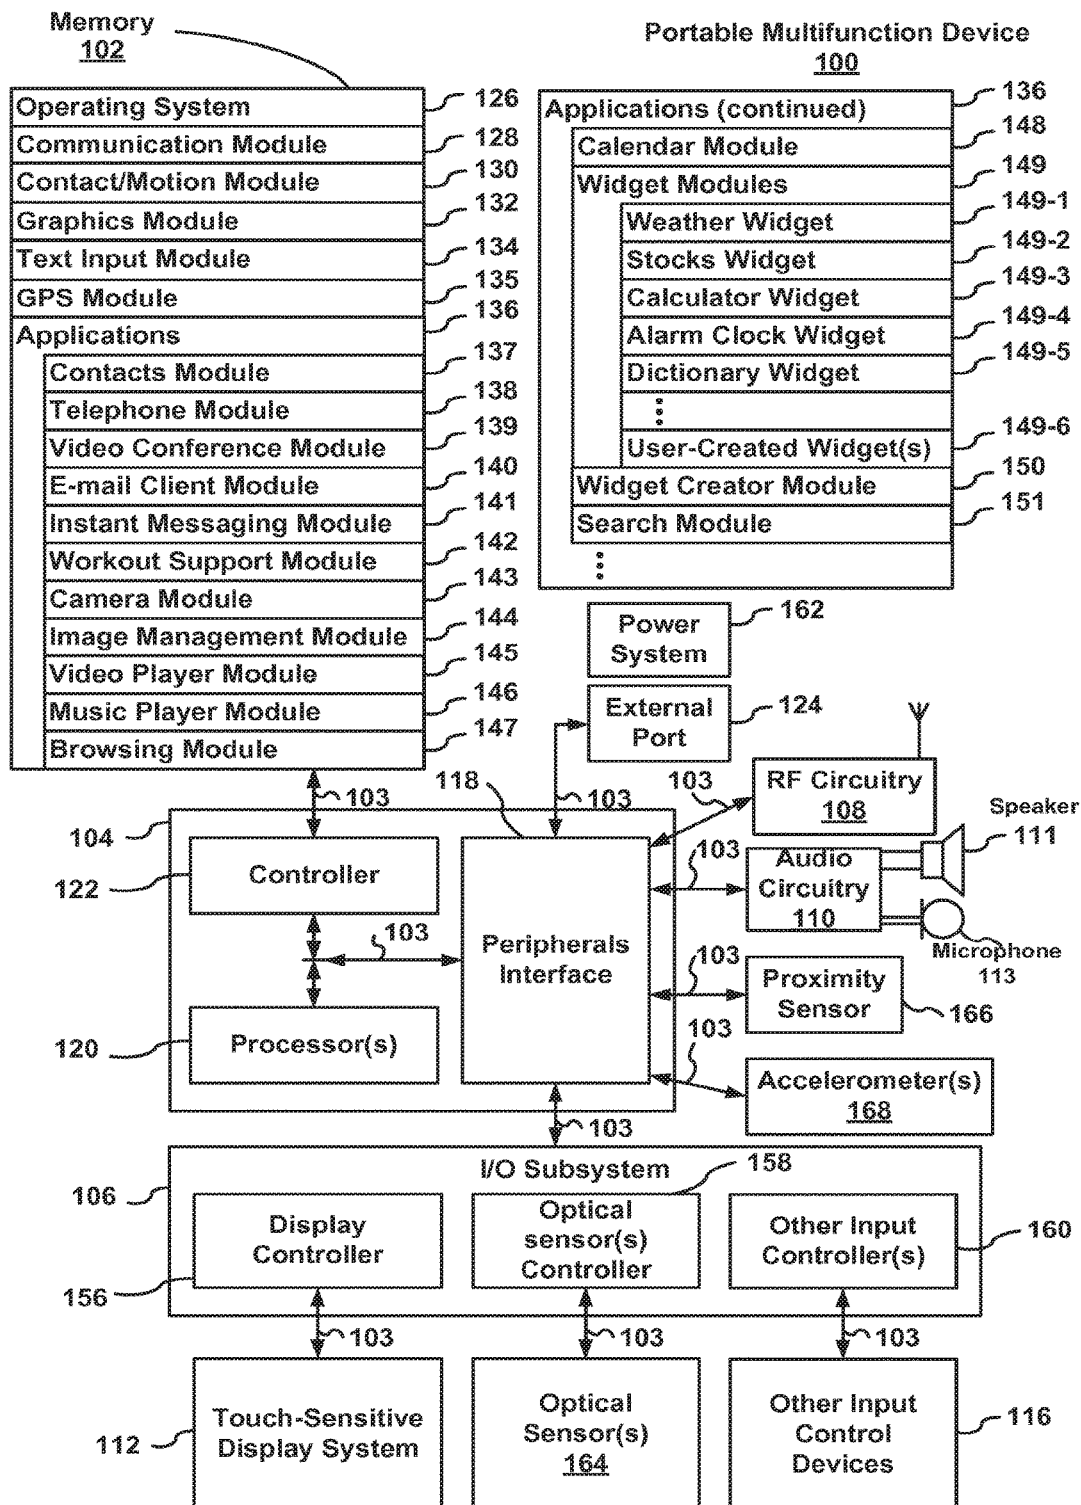 Memory
102
Portable Multifunction Device
100
Operating System
126
Communication Module
128
Contact/Motion Module
130
Graphics Module
132
Text Input Module
134
GPS Module
135
Applications
136
Contacts Module
137
Telephone Module
138
Video Conference Module
139
E-mail Client Module
140
Instant Messaging Module
141
Workout Support Module
142
Camera Module
143
Image Management Module
144
Video Player Module
145
Music Player Module
146
Browsing Module
147
Applications (continued)
136
Calendar Module
148
Widget Modules
149
Weather Widget
149-1
Stocks Widget
149-2
Calculator Widget
149-3
Alarm Clock Widget
149-4
Dictionary Widget
149-5
User-Created Widget(s)
149-6
Widget Creator Module
150
Search Module
151
Power
System
162
External
Port
124
103
118
103
103
RF Circuitry
108
Speaker
111
104
Controller
122
103
Audio
Circuitry
110
103
Peripherals
Interface
Microphone
113
103
Proximity
Sensor
166
120
Processor(s)
103
Accelerometer(s)
168
103
I/O Subsystem
158
106
Display
Controller
156
Optical
sensor(s)
Controller
Other Input
Controller(s)
160
103
103
103
Touch-Sensitive
Display System
112
Optical
Sensor(s)
164
Other Input
Control
Devices
116